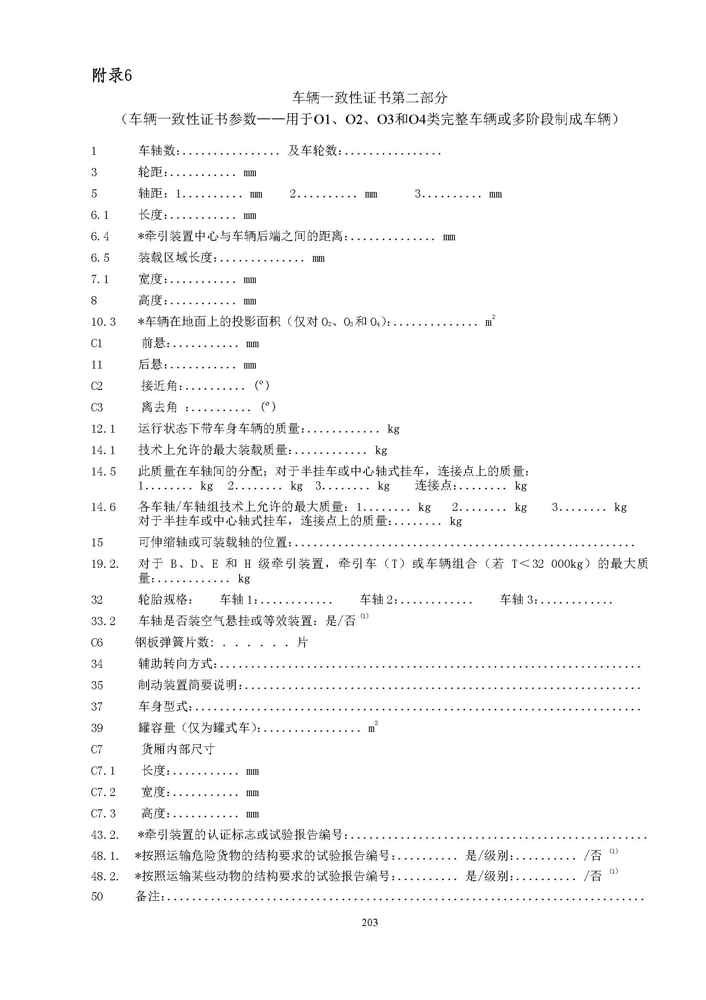 附录6
车辆一致性证书第二部分
（车辆一致性证书参数——用于O1、O2、O3和O4类完整车辆或多阶段制成车辆）
1 车轴数:................ 及车轮数:................
3 轮距:........... mm
5 轴距: 1.......... mm 2.......... mm 3.......... mm
6.1 长度:........... mm
6.4 *牵引装置中心与车辆后端之间的距离:.............. mm
6.5 装载区域长度:.............. mm
7.1 宽度:........... mm
8 高度:........... mm
10.3 *车辆在地面上的投影面积（仅对 O₂、O₃和 O₄）:.............. m²
C1 前悬:........... mm
11 后悬:........... mm
C2 接近角:.......... (º)
C3 离去角 :.......... (º)
12.1 运行状态下带车身车辆的质量:............ kg
14.1 技术上允许的最大装载质量:............ kg
14.5 此质量在车轴间的分配；对于半挂车或中心轴式挂车，连接点上的质量:
1........ kg 2........ kg 3........ kg 连接点:........ kg
14.6 各车轴/车轴组技术上允许的最大质量: 1........ kg 2........ kg 3........ kg
对于半挂车或中心轴式挂车，连接点上的质量:........ kg
15 可伸缩轴或可装载轴的位置:.......................................................
19.2. 对于 B、D、E 和 H 级牵引装置，牵引车（T）或车辆组合（若 T＜32 000kg）的最大质
量:............ kg
32 轮胎规格: 车轴 1:............ 车轴 2:............ 车轴 3:............
33.2 车轴是否装空气悬挂或等效装置: 是/否 ⁽¹⁾
C6 钢板弹簧片数: . . . . . . 片
34 辅助转向方式:....................................................................
35 制动装置简要说明:................................................................
37 车身型式:........................................................................
39 罐容量（仅为罐式车）:................ m³
C7 货厢内部尺寸
C7.1 长度:........... mm
C7.2 宽度:........... mm
C7.3 高度:........... mm
43.2. *牵引装置的认证标志或试验报告编号:................................................
48.1. *按照运输危险货物的结构要求的试验报告编号:.......... 是/级别:.......... /否 ⁽¹⁾
48.2. *按照运输某些动物的结构要求的试验报告编号:.......... 是/级别:.......... /否 ⁽¹⁾
50 备注:.............................................................................
203